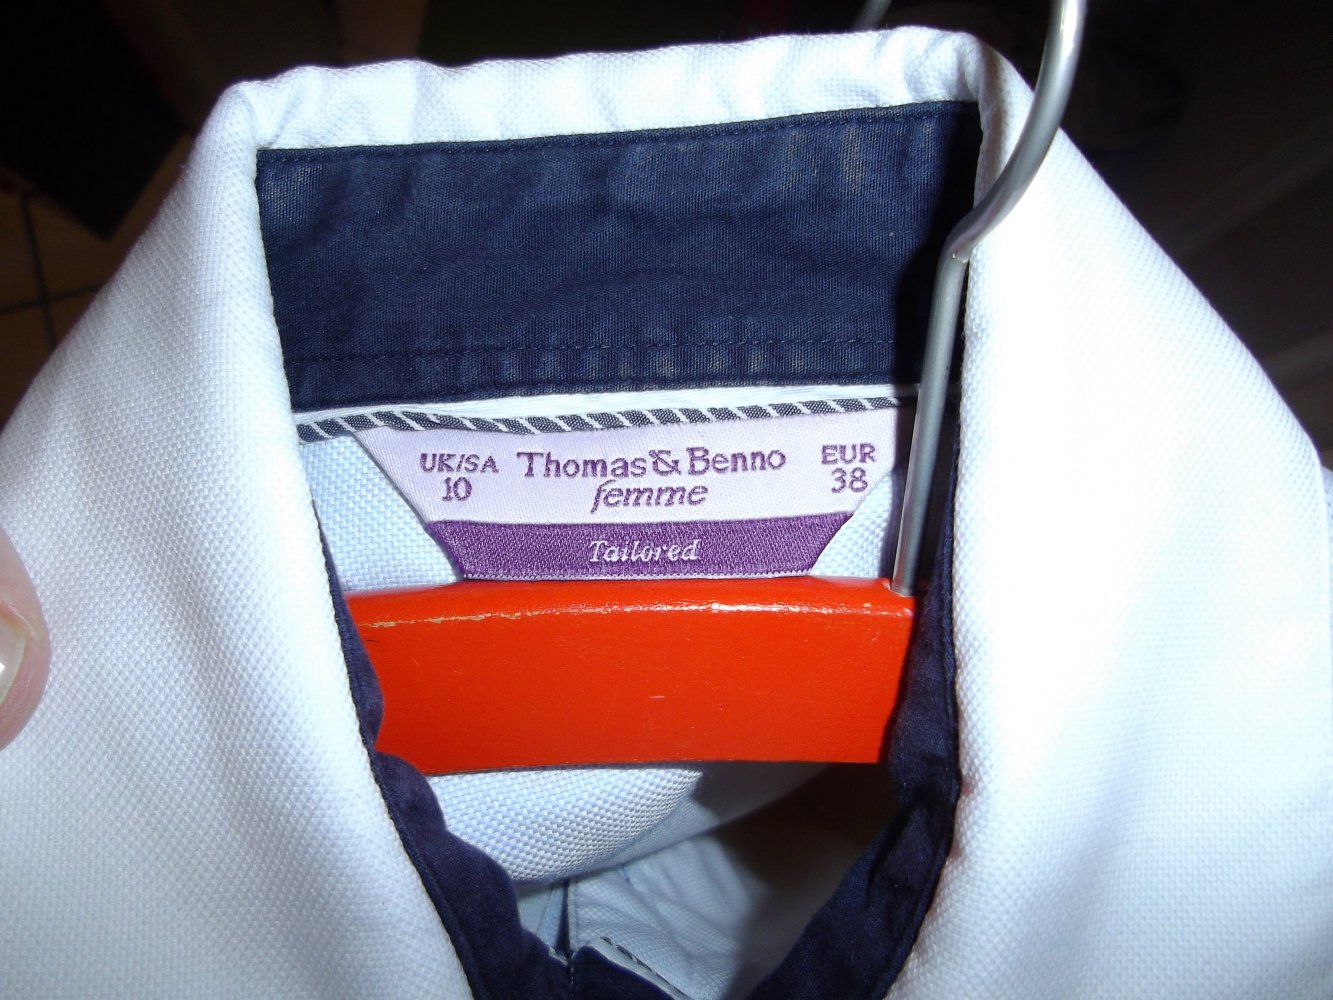 UK/SA Thomas & Benno EUR
10 femme 38
Tailored